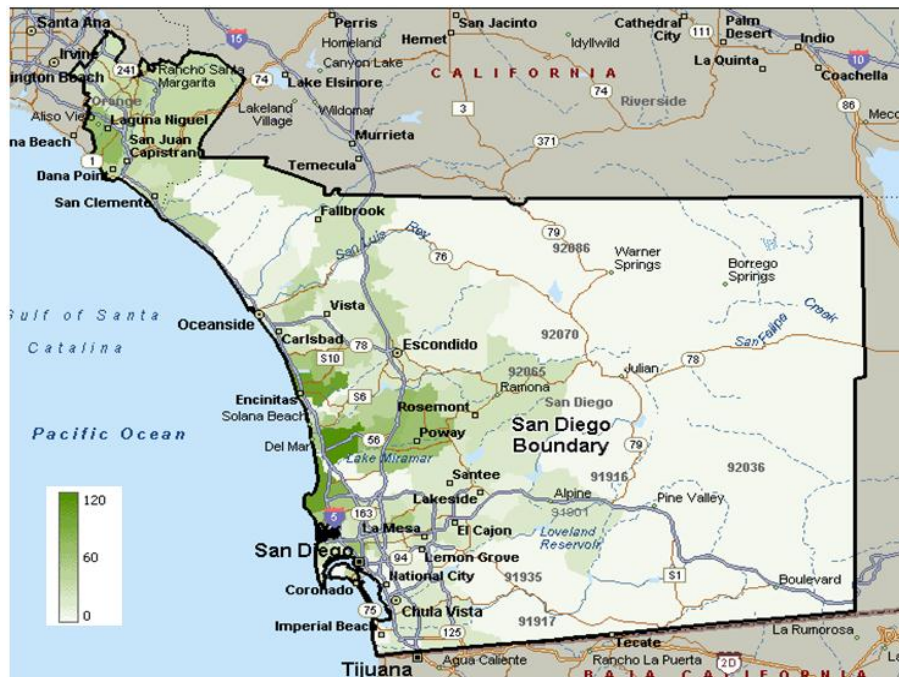 Santa Ana
Irvine
ington Beach
241
Rancho Santa
Margarita
Orange
Aliso Viejo
Laguna Niguel
na Beach
San Juan
Capistrano
1
Dana Point
San Clemente
15
Perris
Homeland
Canyon Lake
74
Lake Elsinore
Lakeland
Village
Wildomar
Murrieta
Temecula
San Jacinto
Hemet
Idyllwild
CALIFORNIA
74
Riverside
3
371
Cathedral
City
Palm
Desert
111
Indio
10
La Quinta
Coachella
86
Mecc
Fallbrook
San Luis Rey
76
79
92086
Warner
Springs
Borrego
Springs
Gulf of Santa
Catalina
Oceanside
Vista
Carlsbad
78
S10
Escondido
92070
San Felipe Creek
78
Julian
92065
Ramona
Encinitas
S6
Solana Beach
Rosemont
San Diego
San Diego
Boundary
Pacific Ocean
Del Mar
56
Poway
Lake Miramar
79
Santee
91916
92036
Lakeside
Alpine
91901
Pine Valley
120
60
0
5
163
La Mesa
El Cajon
Loveland
Reservoir
San Diego
94
Lemon Grove
Coronado
National City
91935
S1
Boulevard
75
Chula Vista
Imperial Beach
125
91917
Tecate
La Rumorosa
Tijuana
Agua Caliente
Rancho La Puerta
2D
La
BAJA CALIFORNIA